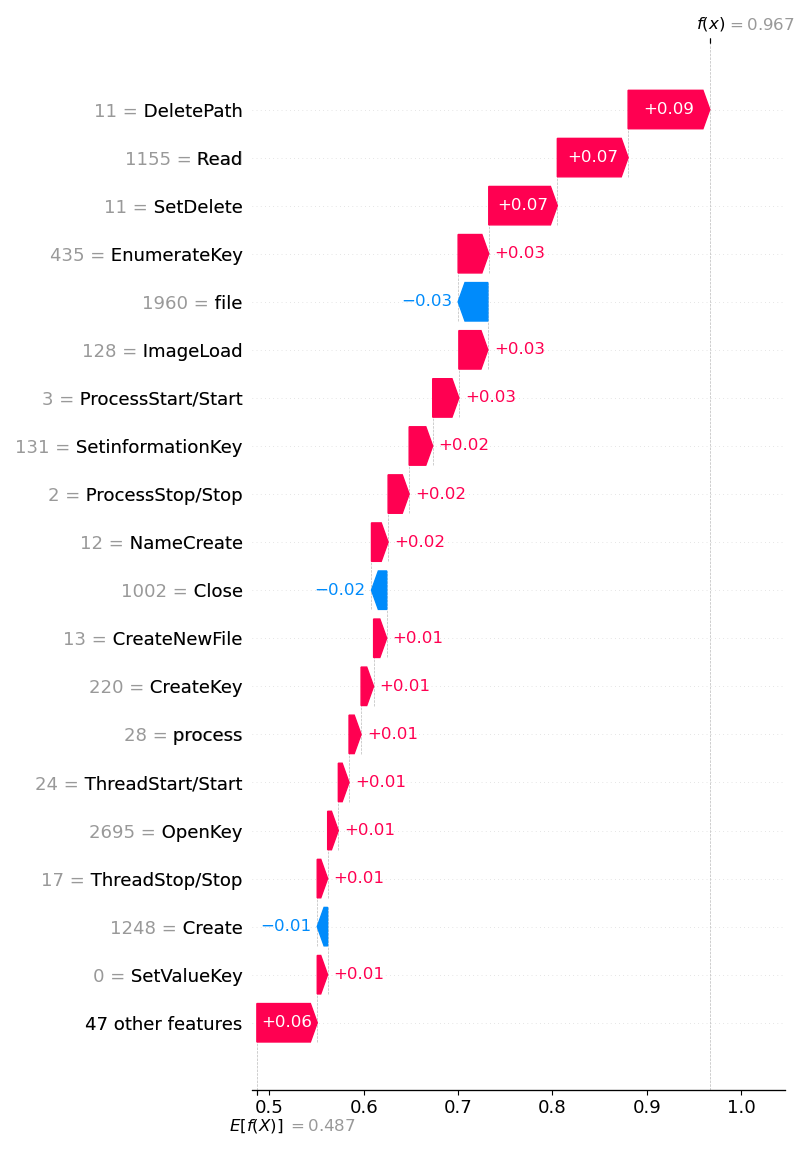 f(x) = 0.967
11 = DeletePath
+0.09
1155 = Read
+0.07
11 = SetDelete
+0.07
435 = EnumerateKey
+0.03
1960 = file
−0.03
128 = ImageLoad
+0.03
3 = ProcessStart/Start
+0.03
131 = SetinformationKey
+0.02
2 = ProcessStop/Stop
+0.02
12 = NameCreate
+0.02
1002 = Close
−0.02
13 = CreateNewFile
+0.01
220 = CreateKey
+0.01
28 = process
+0.01
24 = ThreadStart/Start
+0.01
2695 = OpenKey
+0.01
17 = ThreadStop/Stop
+0.01
1248 = Create
−0.01
0 = SetValueKey
+0.01
47 other features
+0.06
0.5 0.6 0.7 0.8 0.9 1.0
E[f(X)] = 0.487